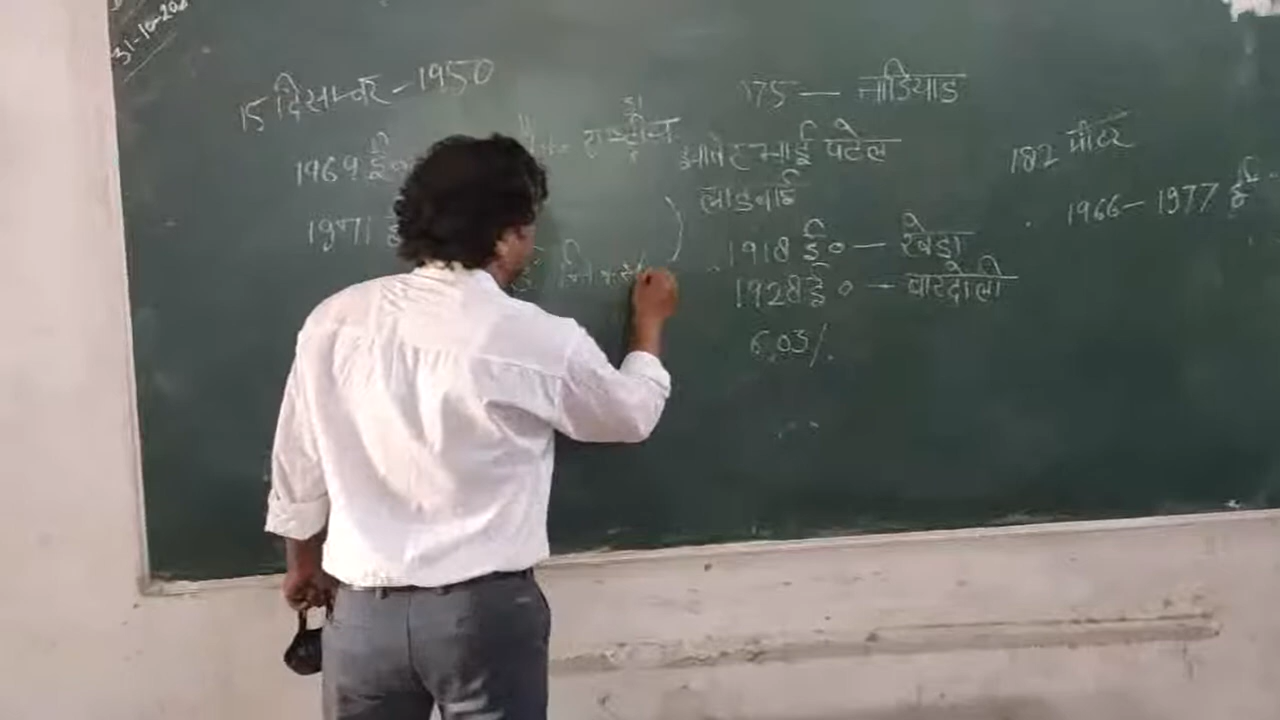 31-10-202
15 दिसम्बर - 1950
1969 ई०
1971 ई
राष्ट्रीय
175 — नाडियाड
भाई पटेल
लाडबाई
1918 ई० — खेड़ा
1928 ई० — बारदोली
6.03%.
182 मीटर
1966 - 1977 ई०